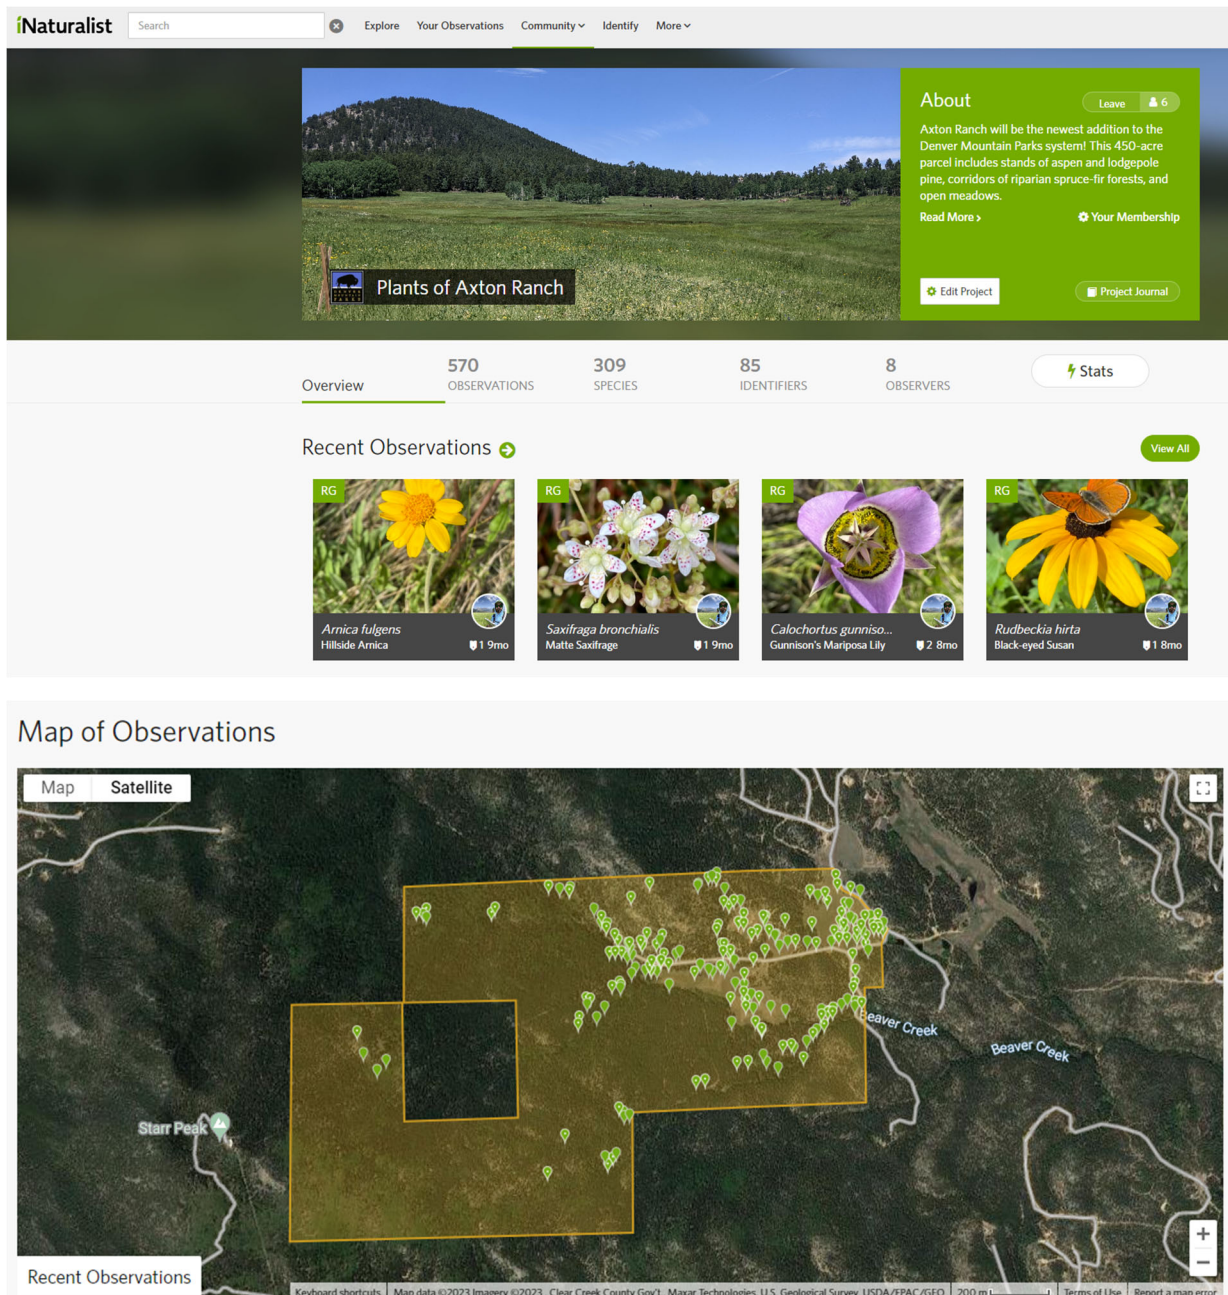 iNaturalist
Search
Explore
Your Observations
Community
Identify
More
About
Leave
6
Axton Ranch will be the newest addition to the
Denver Mountain Parks system! This 450-acre
parcel includes stands of aspen and lodgepole
pine, corridors of riparian spruce-fir forests, and
open meadows.
Read More ›
Your Membership
Plants of Axton Ranch
Edit Project
Project Journal
Overview
570
OBSERVATIONS
309
SPECIES
85
IDENTIFIERS
8
OBSERVERS
Stats
Recent Observations
View All
RG
Arnica fulgens
Hillside Arnica
1 9mo
RG
Saxifraga bronchialis
Matte Saxifrage
1 9mo
RG
Calochortus gunniso...
Gunnison's Mariposa Lily
2 8mo
RG
Rudbeckia hirta
Black-eyed Susan
1 8mo
Map of Observations
Map
Satellite
Beaver Creek
Beaver Creek
Starr Peak
Recent Observations
Keyboard shortcuts
Map data ©2023 Imagery ©2023 , Clear Creek County Gov't, Maxar Technologies, U.S. Geological Survey, USDA/FPAC/GEO
200 m
Terms of Use
Report a map error